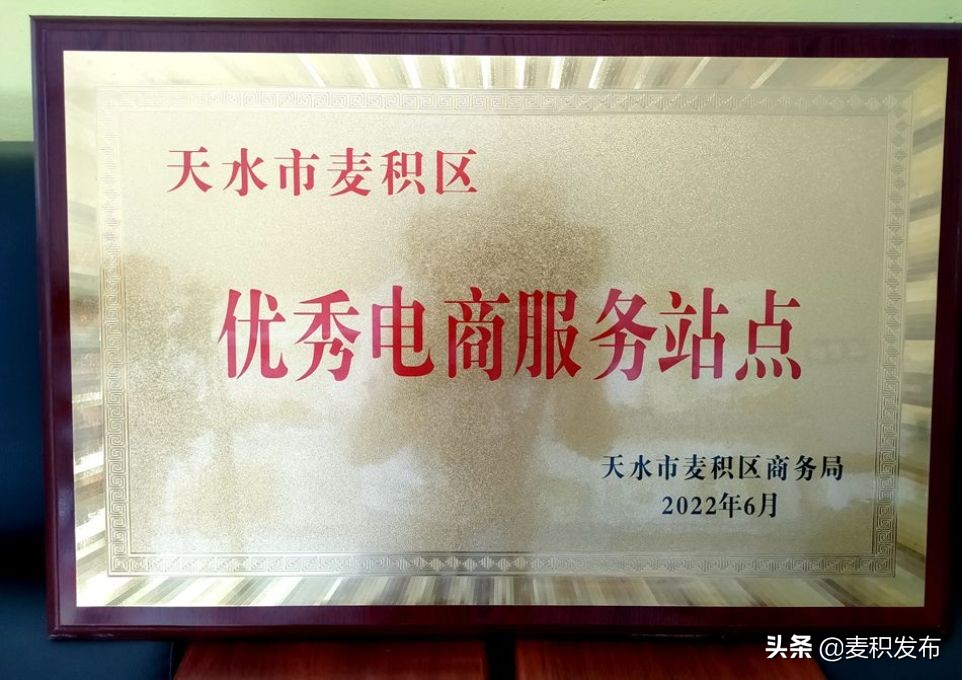 天水市麦积区
优秀电商服务站点
天水市麦积区商务局
2022年6月
头条 @麦积发布